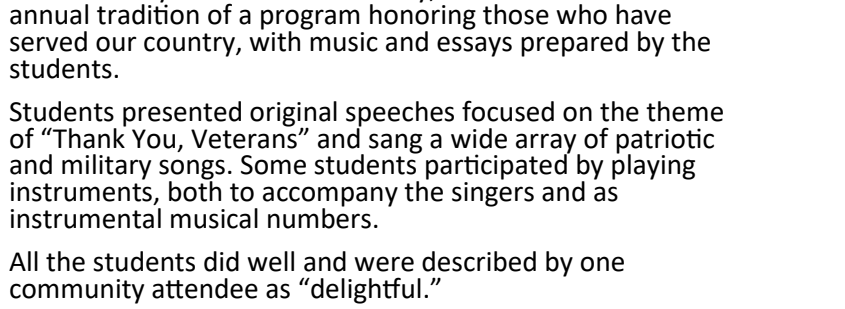 annual tradition of a program honoring those who have
served our country, with music and essays prepared by the
students.
Students presented original speeches focused on the theme
of “Thank You, Veterans” and sang a wide array of patriotic
and military songs. Some students participated by playing
instruments, both to accompany the singers and as
instrumental musical numbers.
All the students did well and were described by one
community attendee as “delightful.”